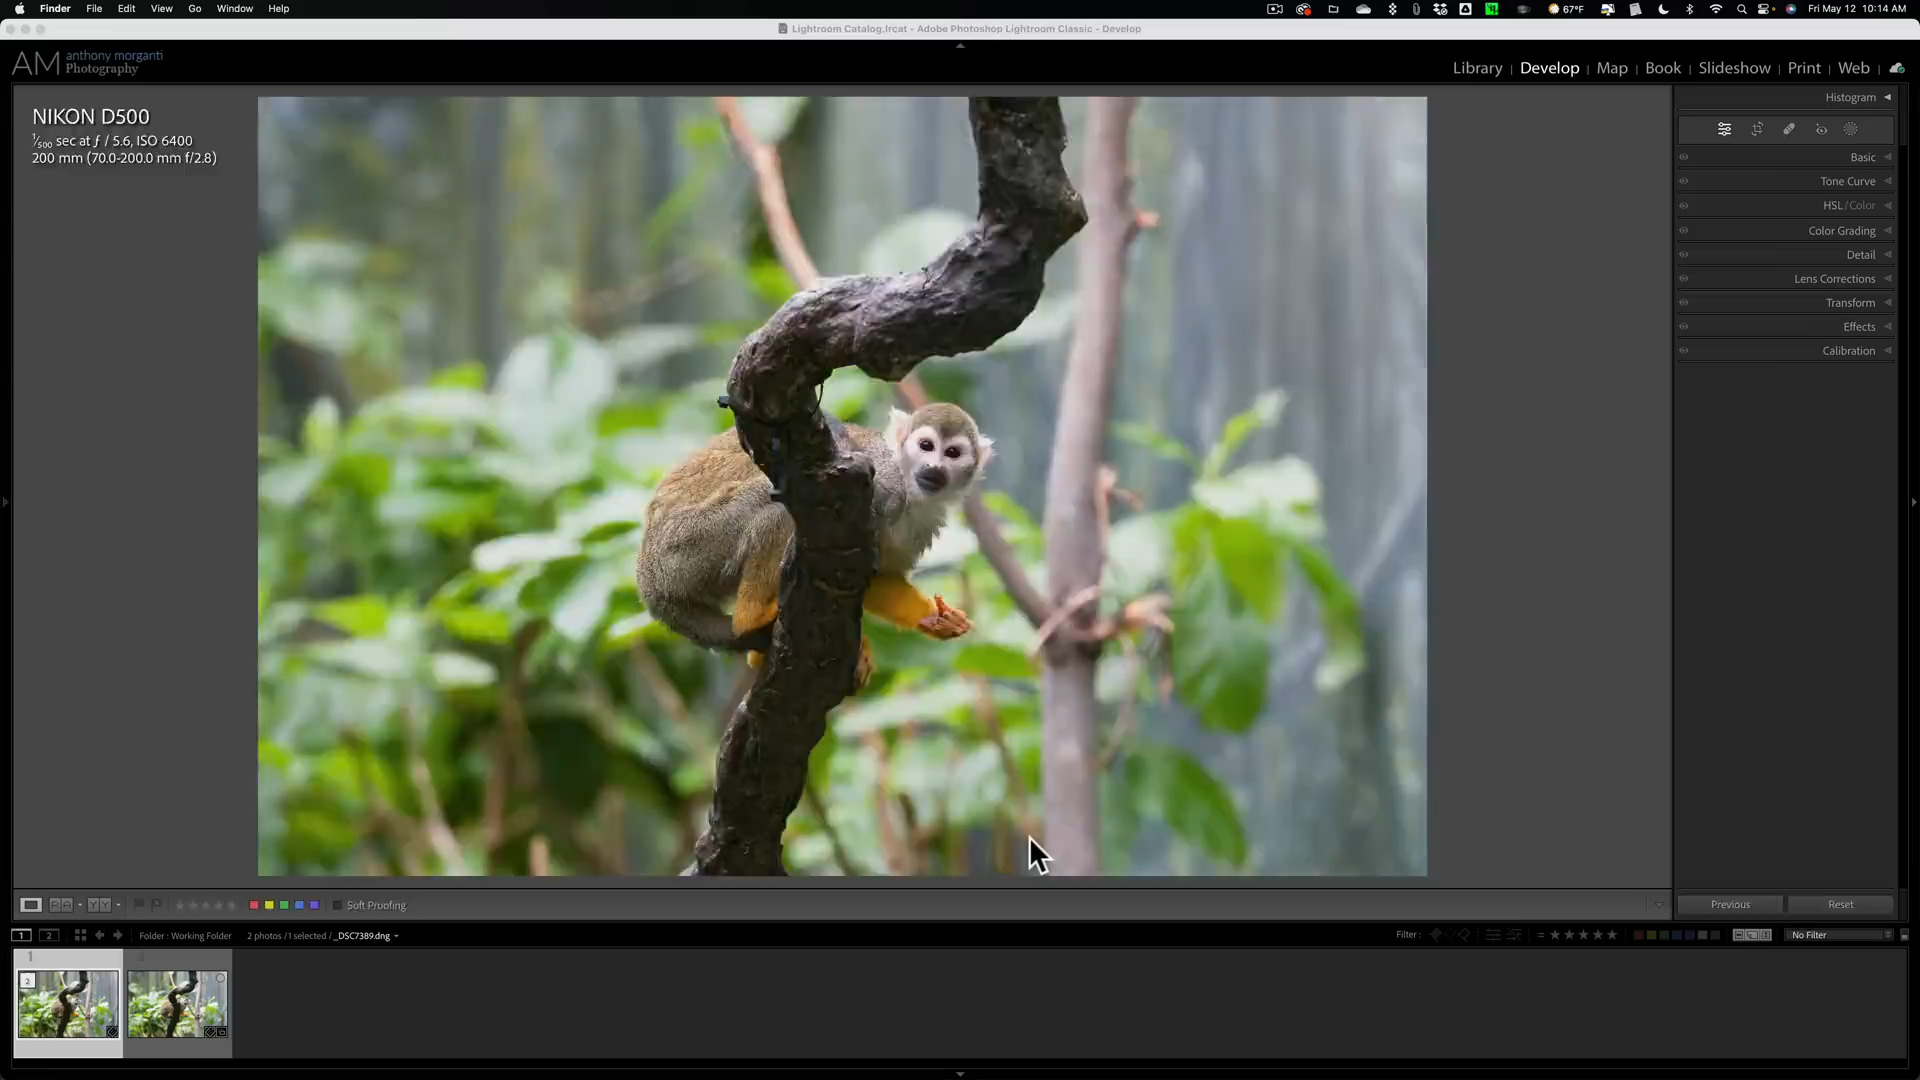 Finder File Edit View Go Window Help
67°F Fri May 12 10:14 AM
Lightroom Catalog.lrcat - Adobe Photoshop Lightroom Classic - Develop
AM anthony morganti
Photography
Library | Develop | Map | Book | Slideshow | Print | Web
NIKON D500
1/500 sec at ƒ / 5.6, ISO 6400
200 mm (70.0-200.0 mm f/2.8)
Histogram
Basic
Tone Curve
HSL / Color
Color Grading
Detail
Lens Corrections
Transform
Effects
Calibration
Soft Proofing
Previous Reset
1 2 Folder : Working Folder 2 photos / 1 selected / _DSC7389.dng Filter : No Filter
1
2